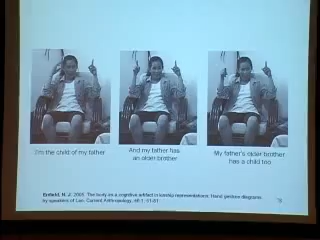 I'm the child of my father
And my father has
an older brother
My father's older brother
has a child too
Enfield, N. J. 2005. The body as a cognitive artifact in kinship representations: Hand gesture diagrams
by speakers of Lao. Current Anthropology, 46:1, 51-81